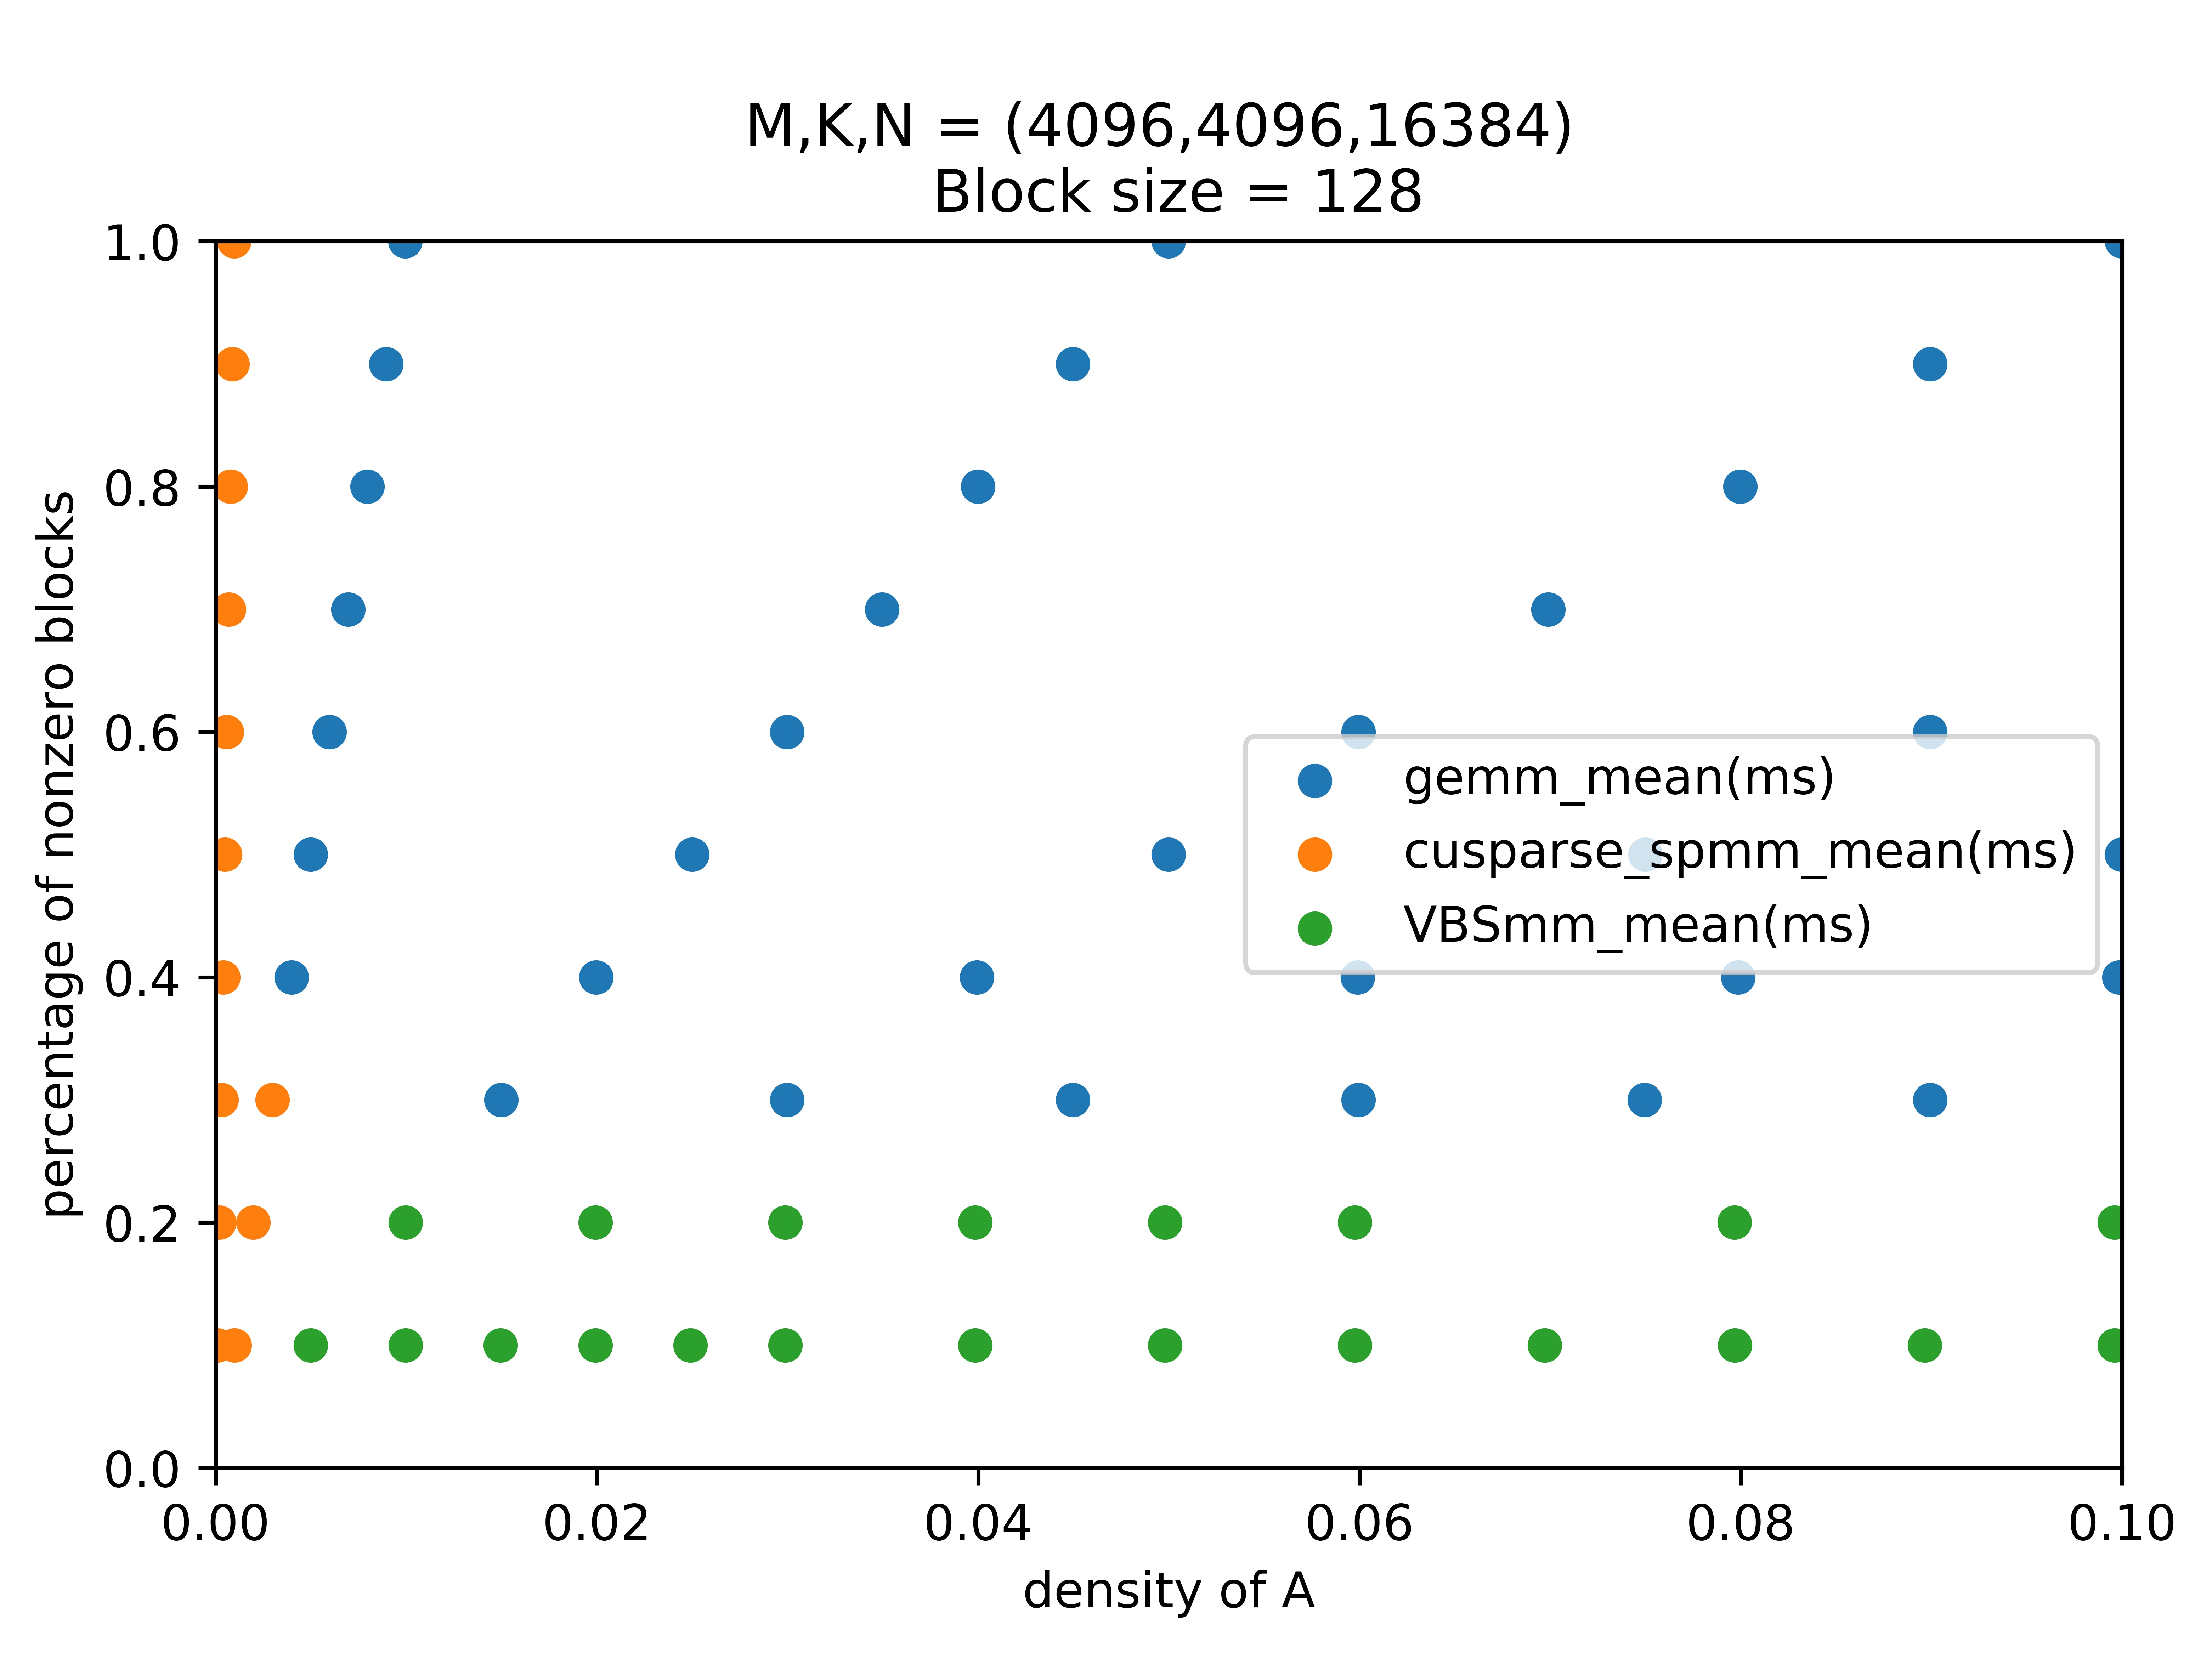 M,K,N = (4096,4096,16384)
Block size = 128
percentage of nonzero blocks
1.0
0.8
0.6
0.4
0.2
0.0
gemm_mean(ms)
cusparse_spmm_mean(ms)
VBSmm_mean(ms)
0.00 0.02 0.04 0.06 0.08 0.10
density of A